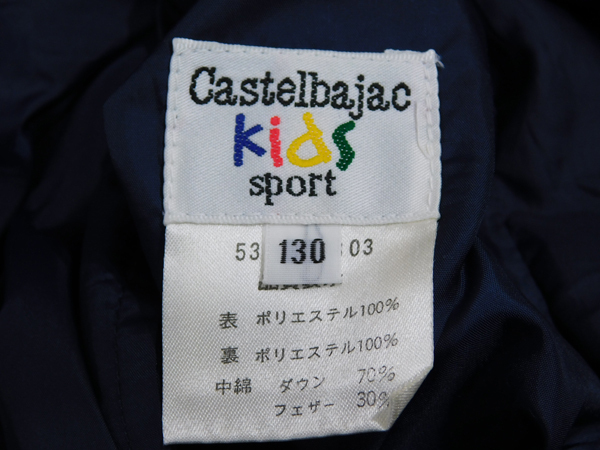 Castelbajac
kids
sport
53 130 03
表 ポリエステル100%
裏 ポリエステル100%
中綿 ダウン 70%
フェザー 30%